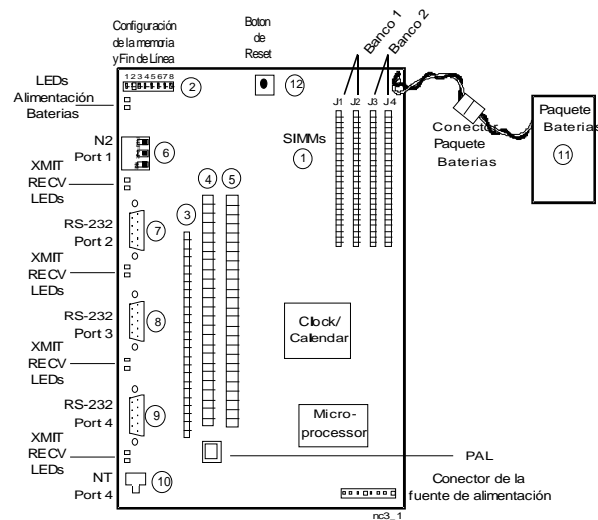 Configuración
de la memoria
y Fin de Línea
Boton
de
Reset
Banco 1
Banco 2
1 2 3 4 5 6 7 8
2
12
J1 J2 J3 J4
LEDs
Alimentación
Baterias
SIMMs
1
Conector
Paquete
Baterias
Paquete
Baterias
11
N2
Port 1
6
XMIT
RECV
LEDs
4
5
3
RS-232
Port 2
7
XMIT
RECV
LEDs
RS-232
Port 3
8
Clock/
Calendar
XMIT
RECV
LEDs
RS-232
Port 4
9
Micro-
processor
XMIT
RECV
LEDs
PAL
NT
Port 4
10
Conector de la
fuente de alimentación
nc3_1